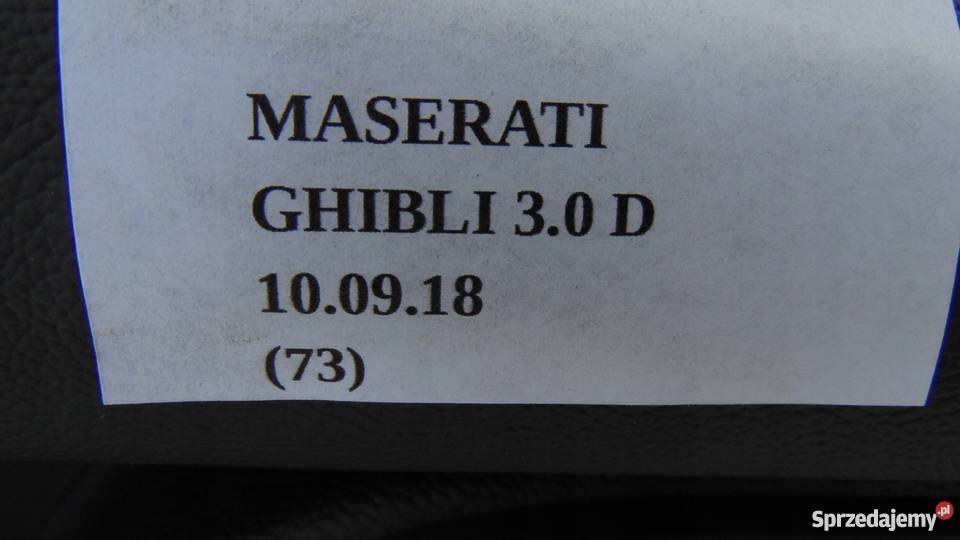 MASERATI
GHIBLI 3.0 D
10.09.18
(73)
Sprzedajemy.pl